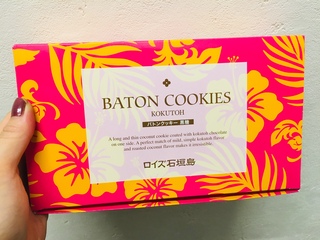 BATON COOKIES
KOKUTOH
バトンクッキー 黒糖
A long and thin coconut cookie coated with kokutoh chocolate
on one side. A perfect match of mild, simple kokutoh flavor
and roasted coconut flavor makes it irresistible.
ロイズ石垣島